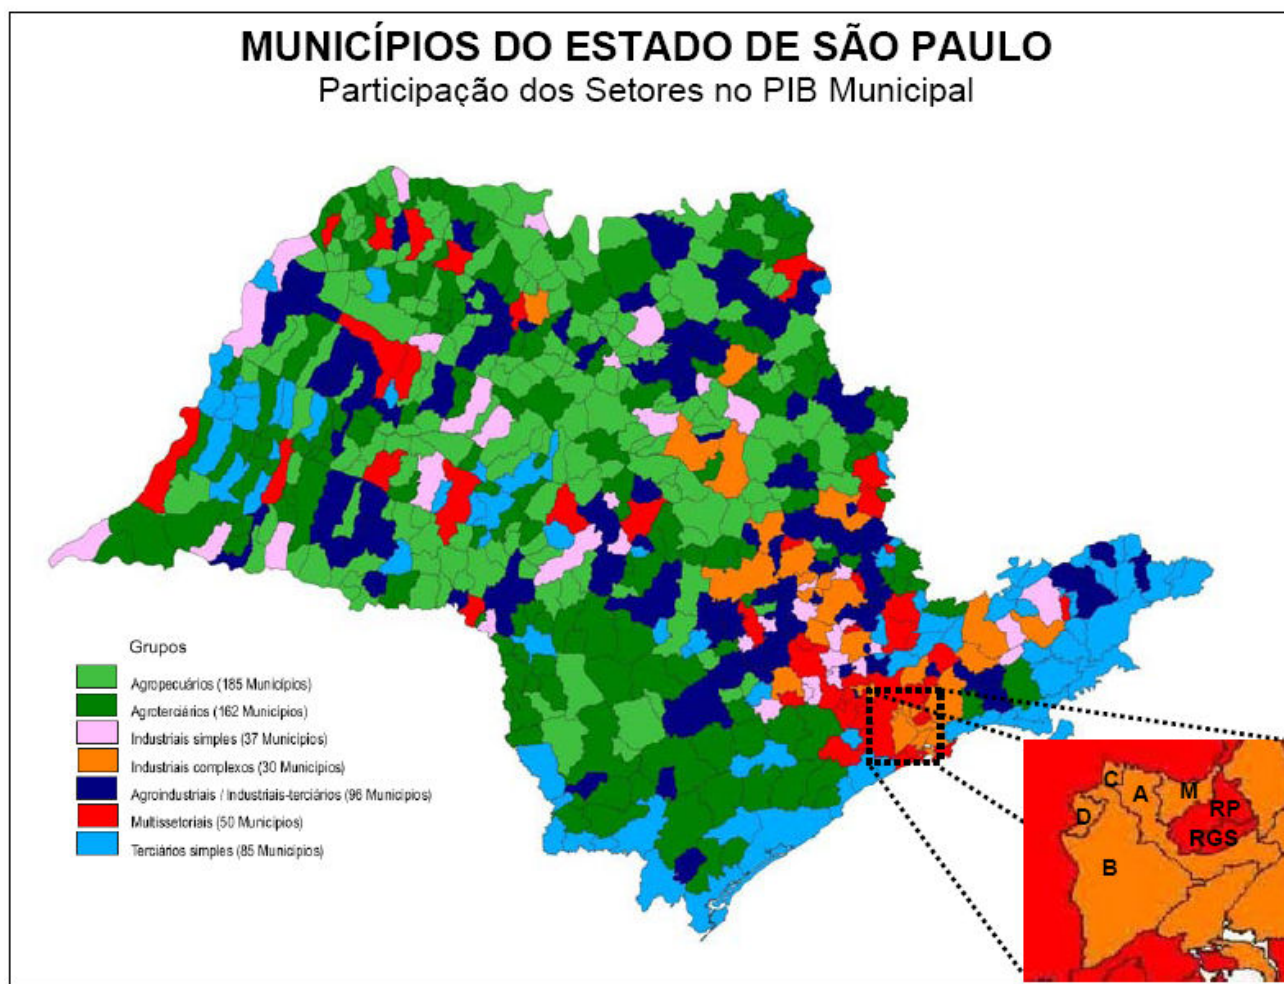 MUNICÍPIOS DO ESTADO DE SÃO PAULO
Participação dos Setores no PIB Municipal
Grupos
Agropecuários (185 Municípios)
Agroterciários (162 Municípios)
Industriais simples (37 Municípios)
Industriais complexos (30 Municípios)
Agroindustriais / Industriais-terciários (96 Municípios)
Multissetoriais (50 Municípios)
Terciários simples (85 Municípios)
C
A
M
D
RP
RGS
B